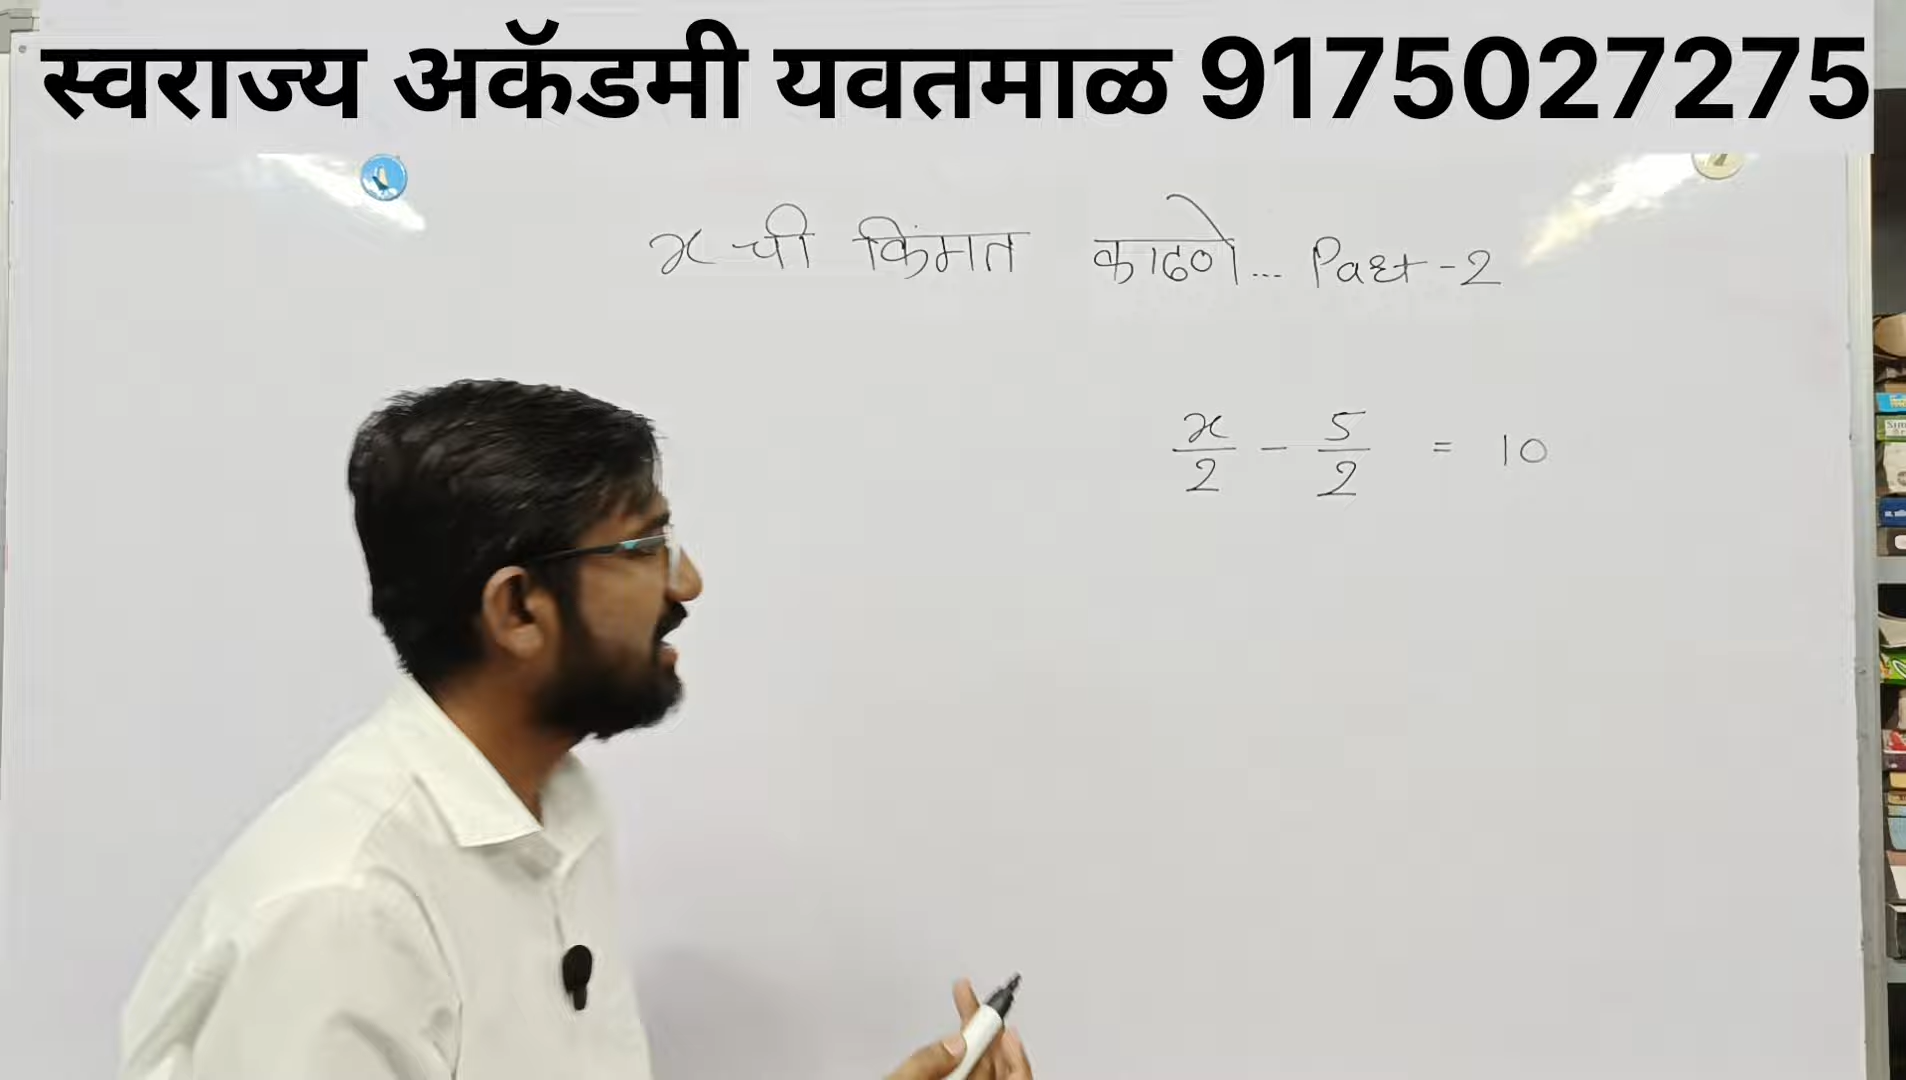 स्वराज्य अकॅडमी यवतमाळ 9175027275
x ची किंमत काढणे... Part - 2
x/2 - 5/2 = 10